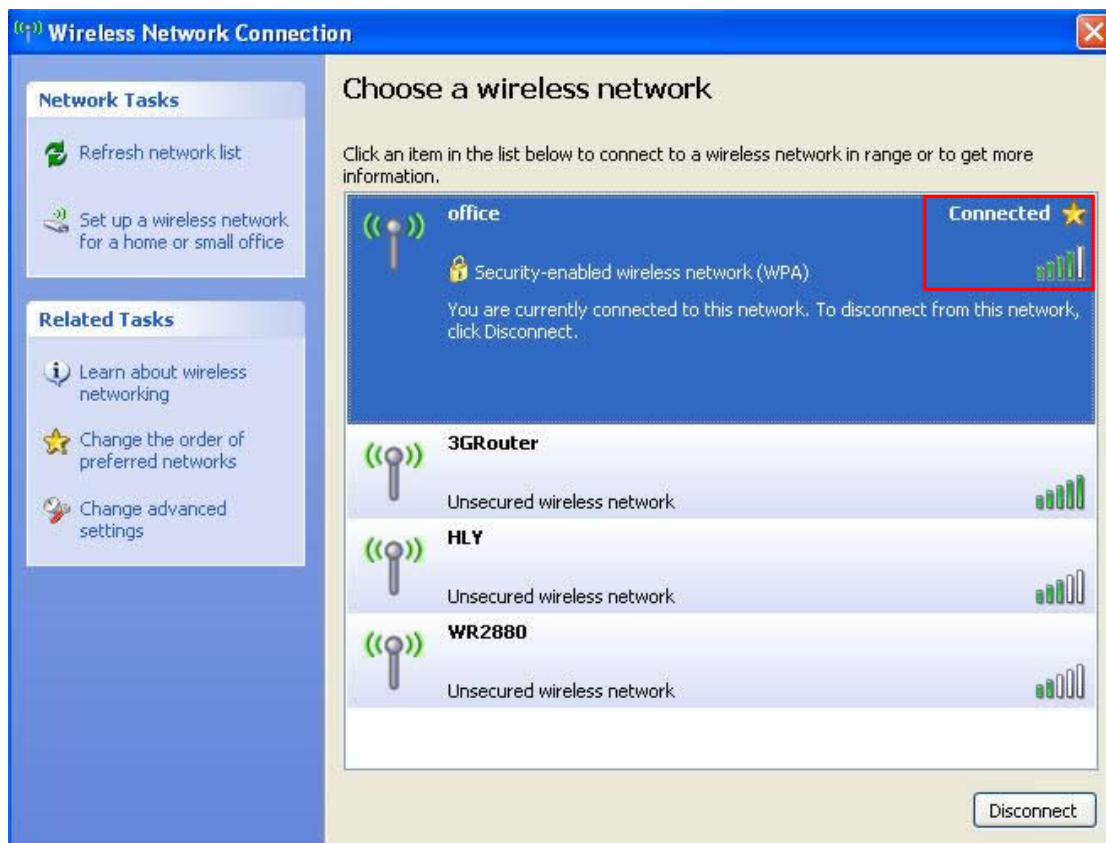 Wireless Network Connection
Network Tasks
Refresh network list
Set up a wireless network
for a home or small office
Related Tasks
Learn about wireless
networking
Change the order of
preferred networks
Change advanced
settings
Choose a wireless network
Click an item in the list below to connect to a wireless network in range or to get more
information.
office
Connected
Security-enabled wireless network (WPA)
You are currently connected to this network. To disconnect from this network,
click Disconnect.
3GRouter
Unsecured wireless network
HLY
Unsecured wireless network
WR2880
Unsecured wireless network
Disconnect